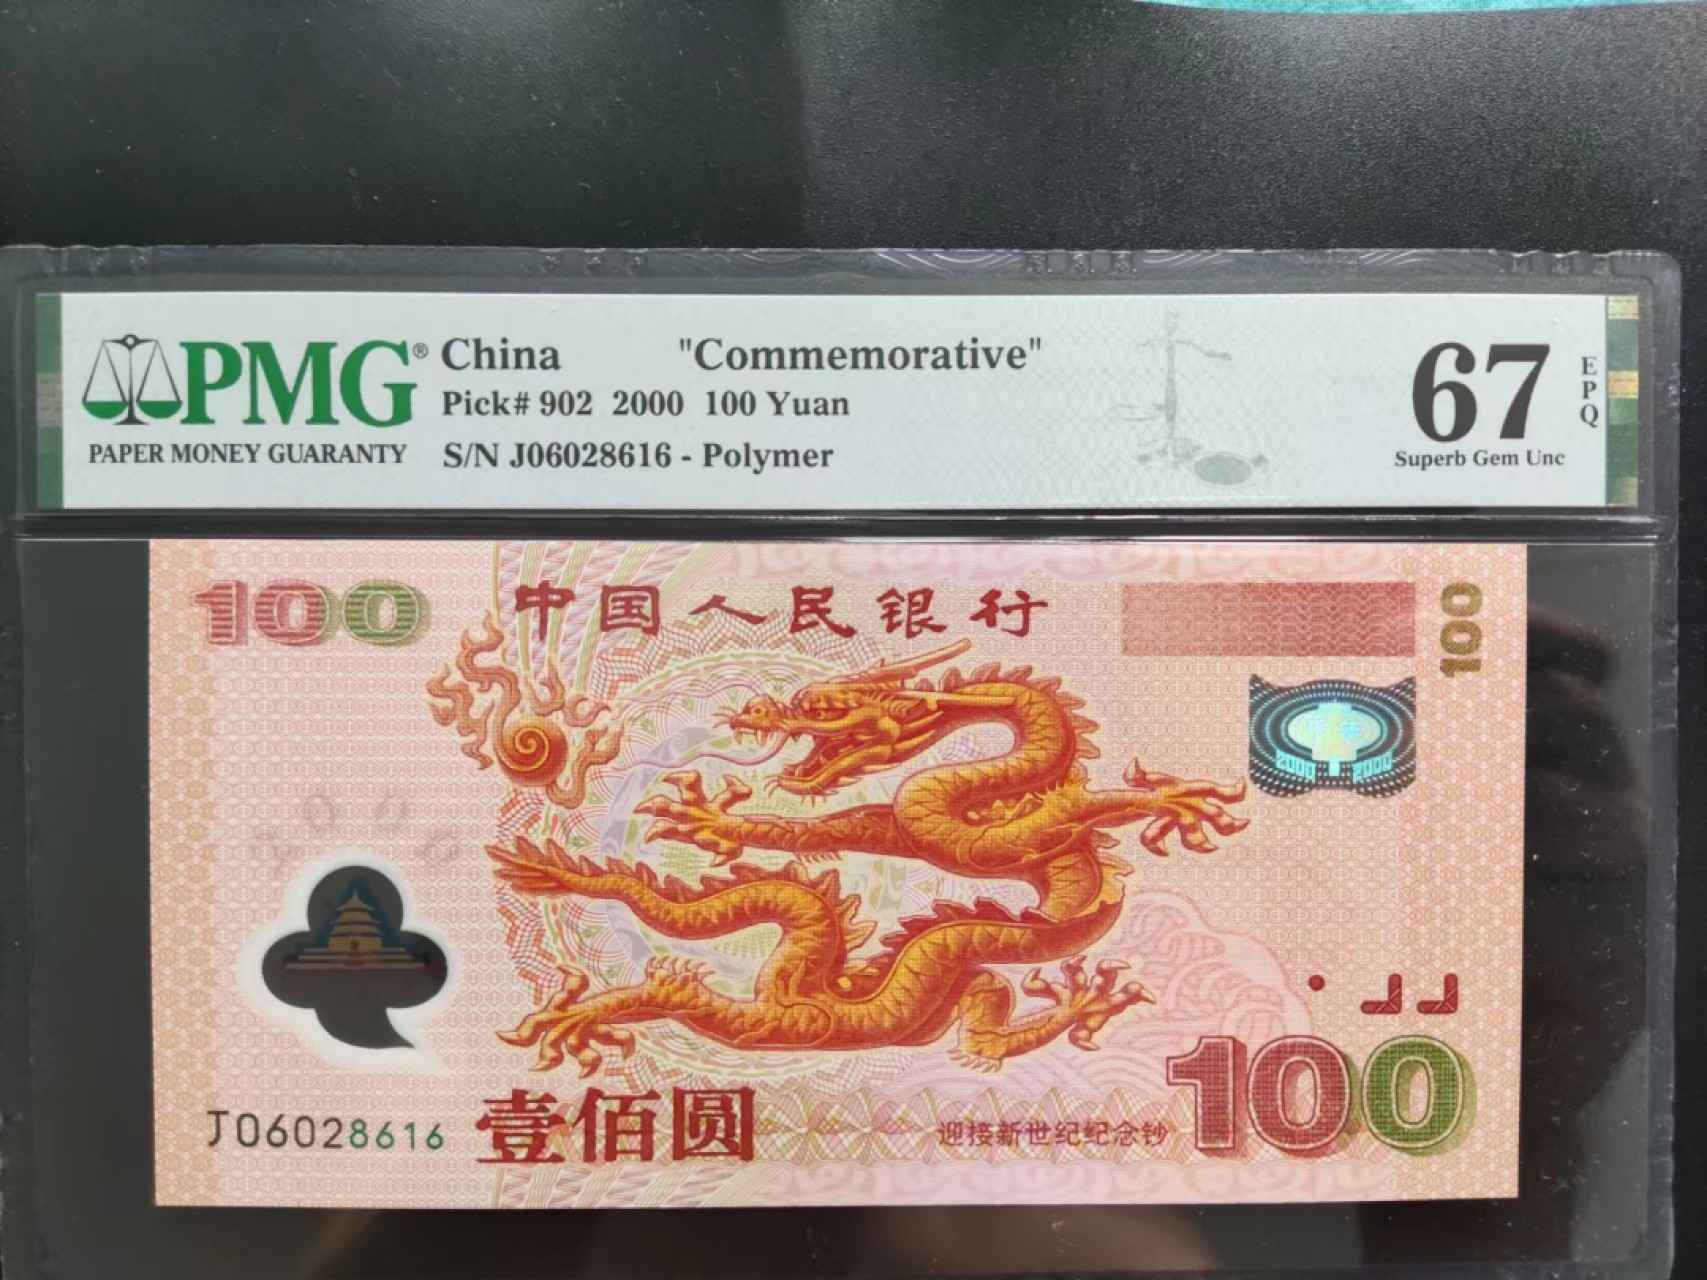 PMG® China "Commemorative"
Pick# 902 2000 100 Yuan
PAPER MONEY GUARANTY
S/N J06028616 - Polymer
67
EPQ
Superb Gem Unc
100
中国人民银行
100
2000 2000
2000
100
J06028616
壹佰圆
迎接新世纪纪念钞